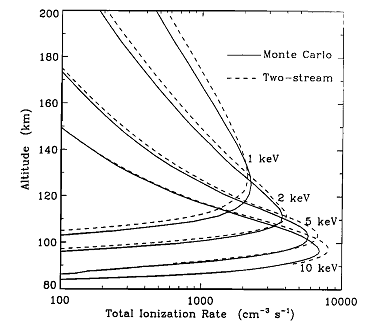 200
180
160
140
120
100
80
Altitude (km)
Monte Carlo
Two-stream
1 keV
2 keV
5 keV
10 keV
100
1000
10000
Total Ionization Rate (cm⁻³ s⁻¹)